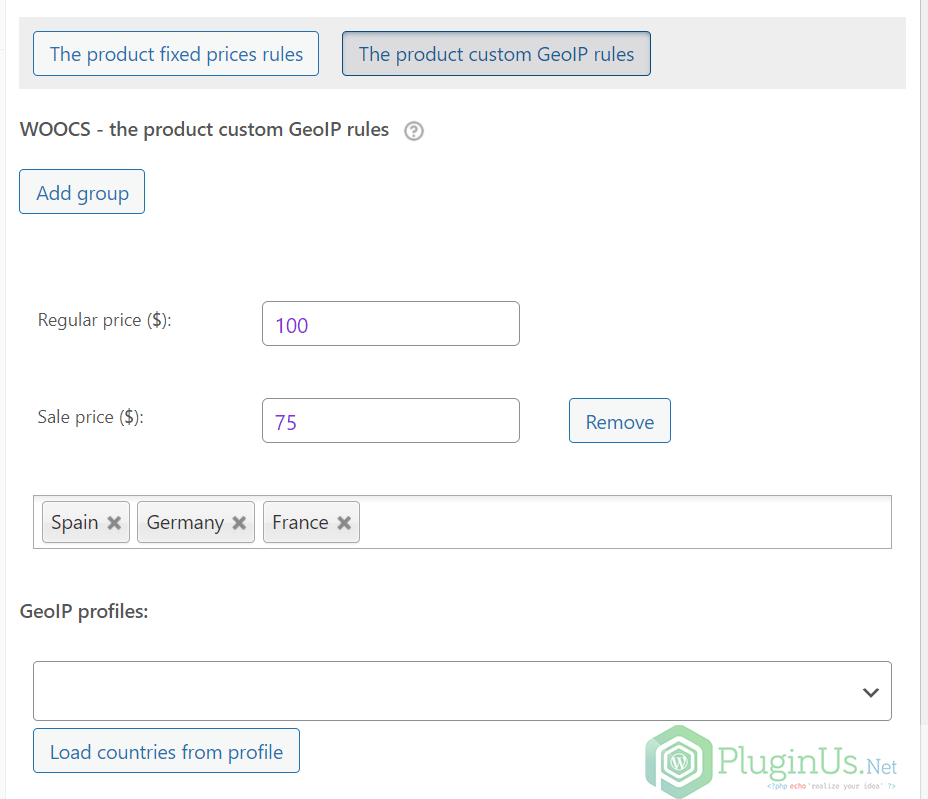 The product fixed prices rules The product custom GeoIP rules
WOOCS - the product custom GeoIP rules ?
Add group
Regular price ($): 100
Sale price ($): 75 Remove
Spain Germany France
GeoIP profiles:
Load countries from profile
PluginUs.Net
<?php echo 'realize your idea' ?>